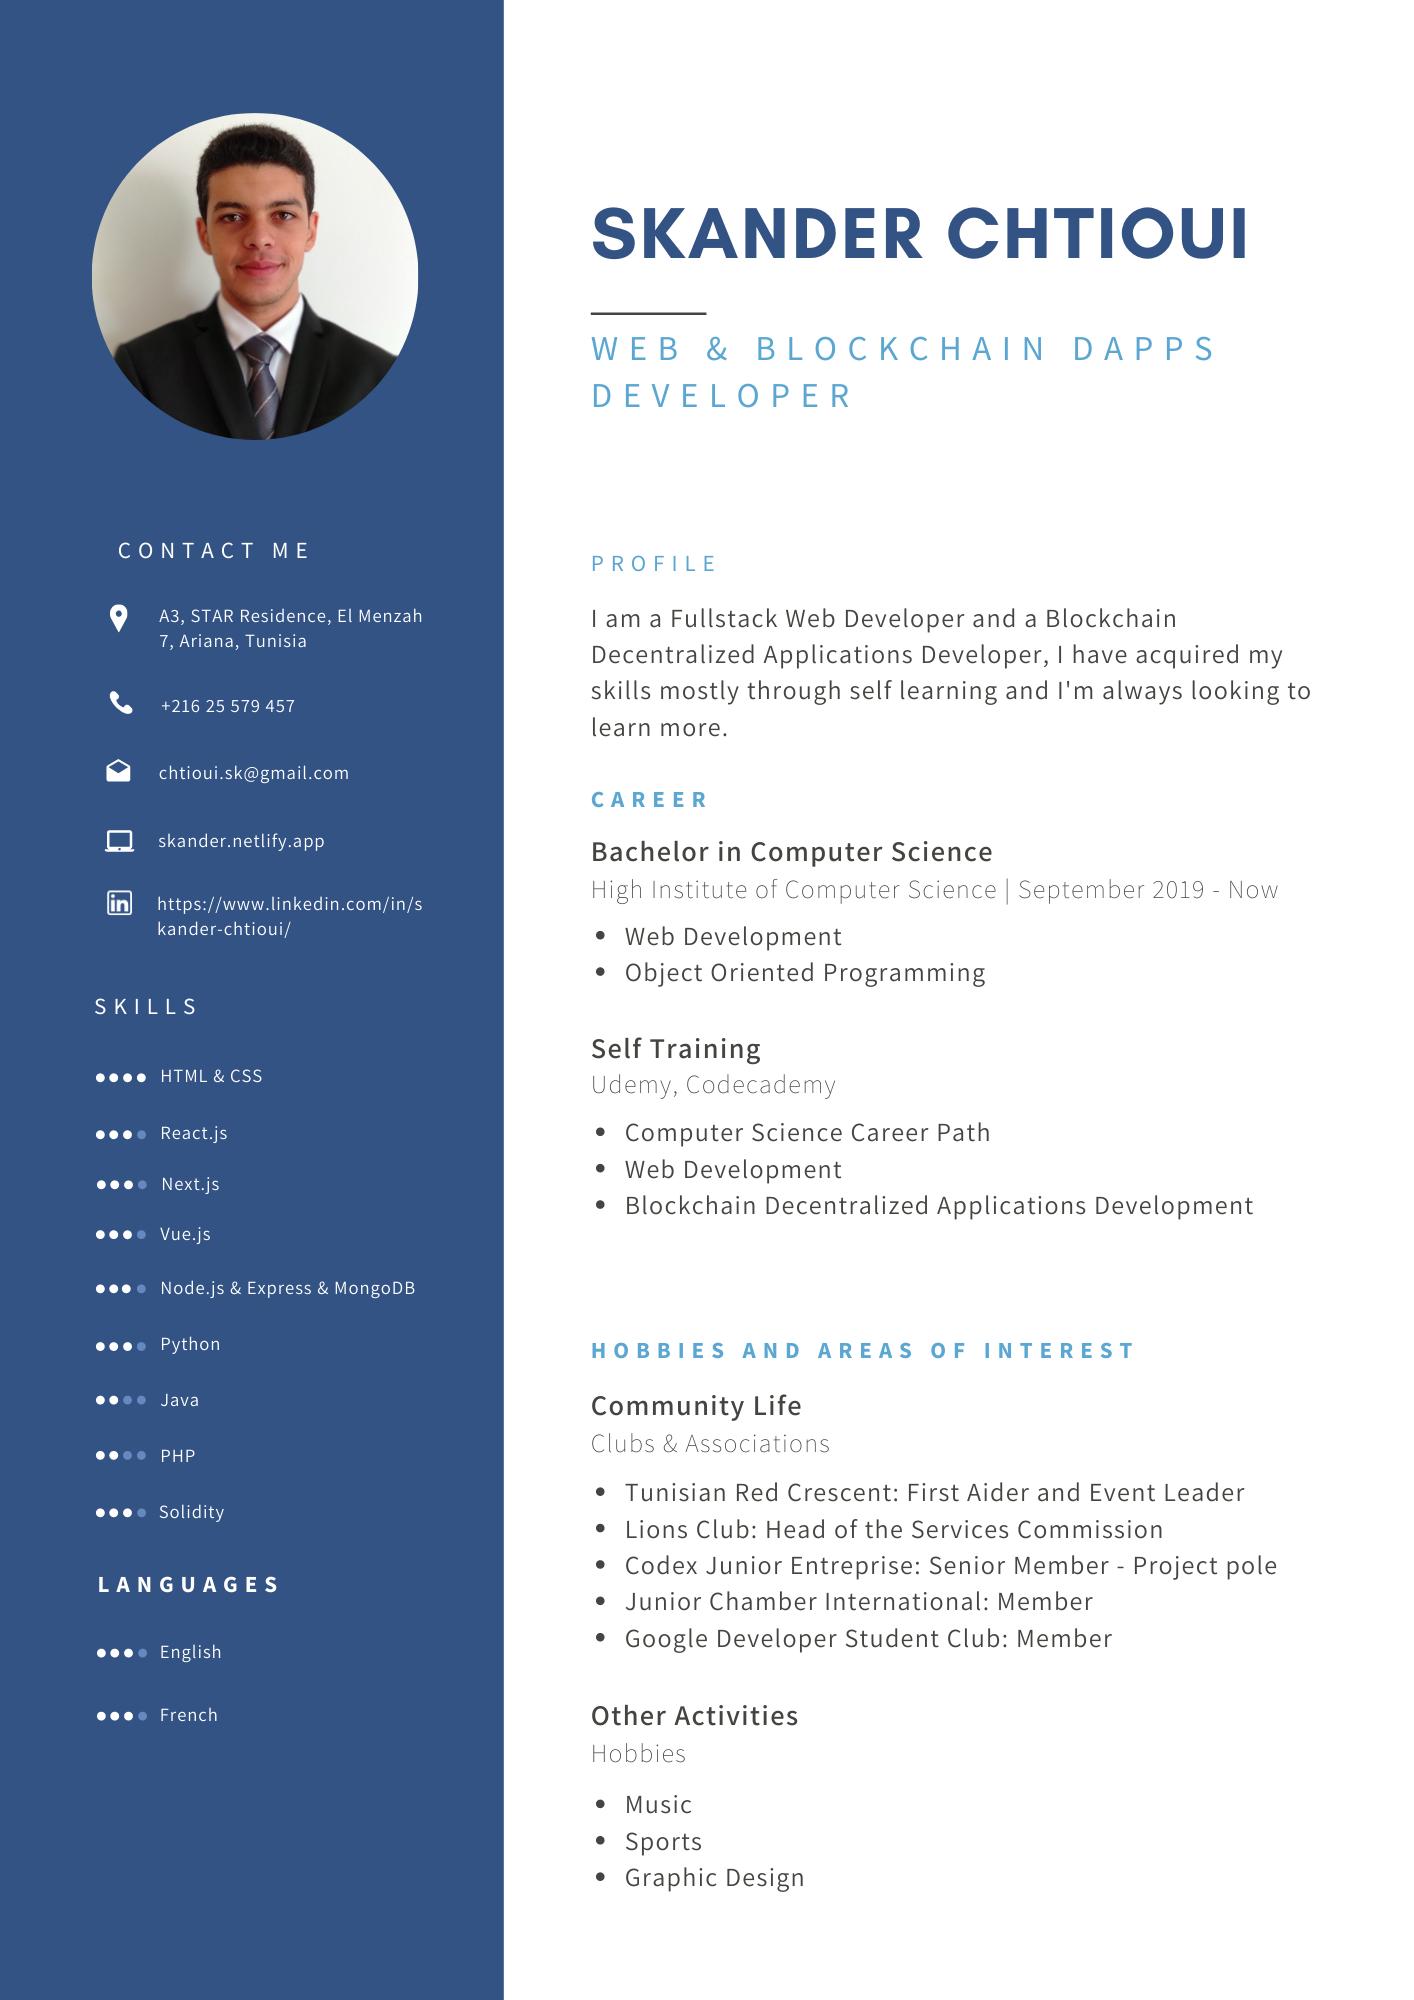 SKANDER CHTIOUI
WEB & BLOCKCHAIN DAPPS
DEVELOPER
CONTACT ME
A3, STAR Residence, El Menzah
7, Ariana, Tunisia
+216 25 579 457
chtioui.sk@gmail.com
skander.netlify.app
https://www.linkedin.com/in/s
kander-chtioui/
SKILLS
HTML & CSS
React.js
Next.js
Vue.js
Node.js & Express & MongoDB
Python
Java
PHP
Solidity
LANGUAGES
English
French
PROFILE
I am a Fullstack Web Developer and a Blockchain
Decentralized Applications Developer, I have acquired my
skills mostly through self learning and I'm always looking to
learn more.
CAREER
Bachelor in Computer Science
High Institute of Computer Science | September 2019 - Now
• Web Development
• Object Oriented Programming
Self Training
Udemy, Codecademy
• Computer Science Career Path
• Web Development
• Blockchain Decentralized Applications Development
HOBBIES AND AREAS OF INTEREST
Community Life
Clubs & Associations
• Tunisian Red Crescent: First Aider and Event Leader
• Lions Club: Head of the Services Commission
• Codex Junior Entreprise: Senior Member - Project pole
• Junior Chamber International: Member
• Google Developer Student Club: Member
Other Activities
Hobbies
• Music
• Sports
• Graphic Design